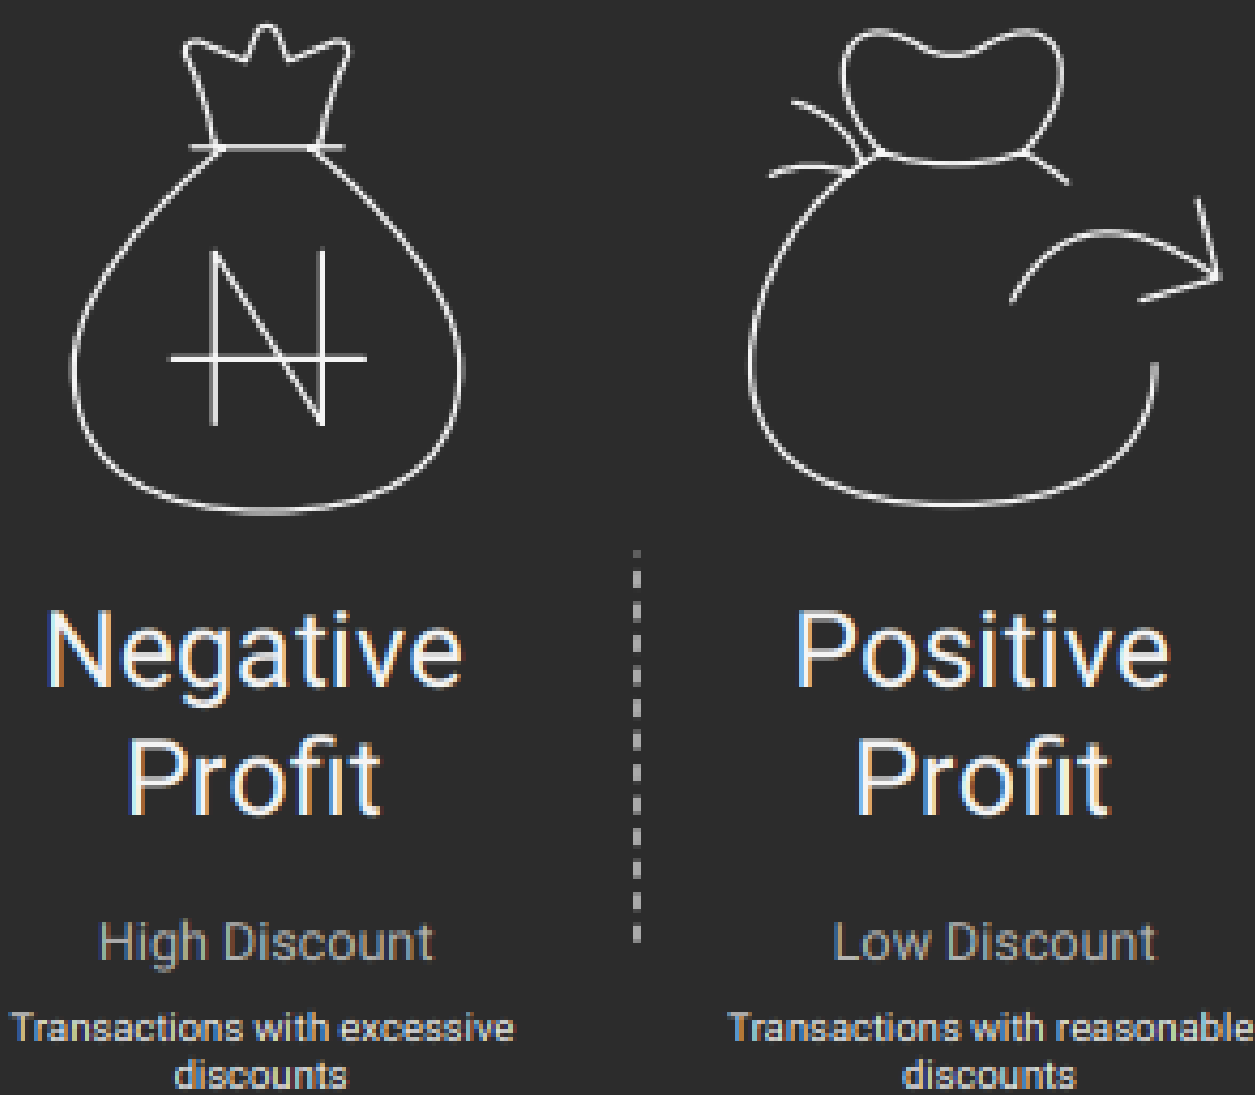 N
Negative
Profit
High Discount
Transactions with excessive
discounts
Positive
Profit
Low Discount
Transactions with reasonable
discounts